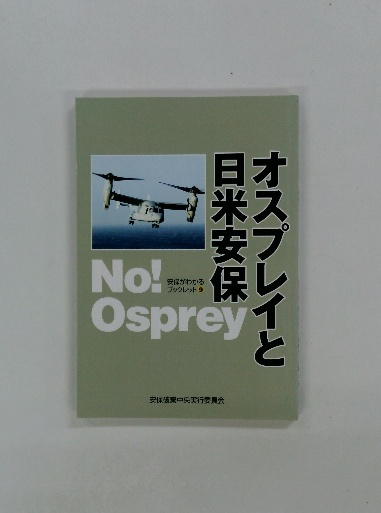 オスプレイと
日米安保
No!
Osprey
安保がわかる
ブックレット9
安保破棄中央実行委員会